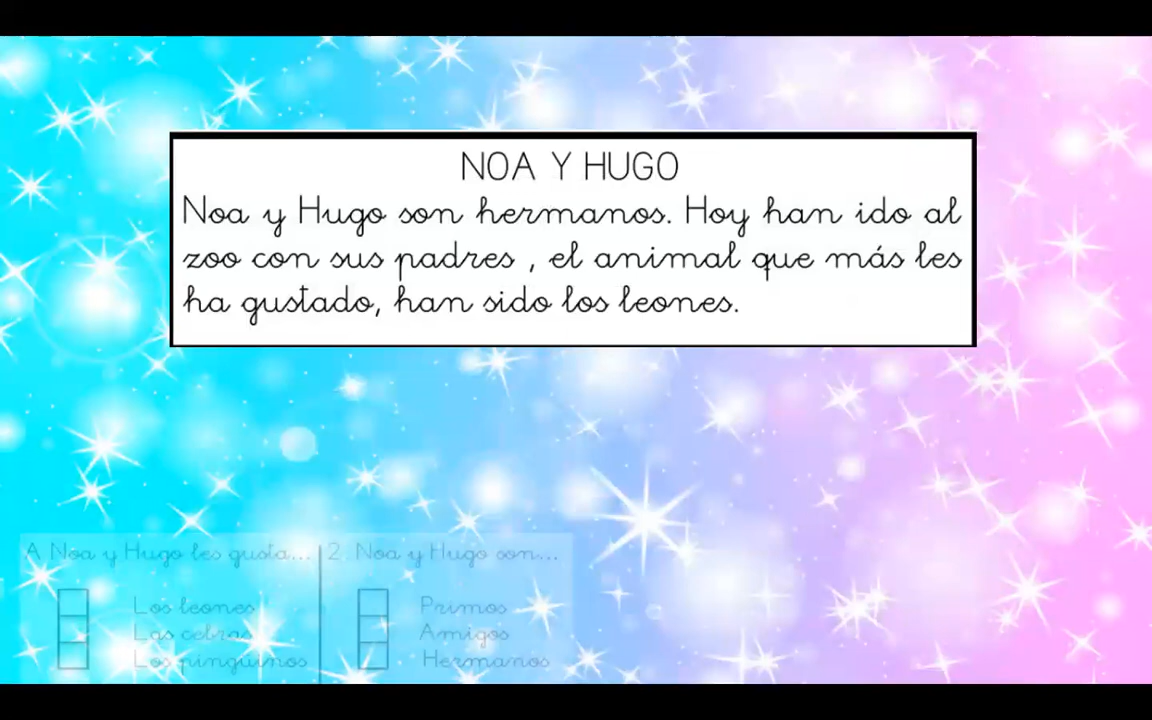 NOA Y HUGO
Noa y Hugo son hermanos. Hoy han ido al
zoo con sus padres , el animal que más les
ha gustado, han sido los leones.
A Noa y Hugo les gusta...
Los leones
Las cebras
Los pingüinos
2. Noa y Hugo son...
Primos
Amigos
Hermanos